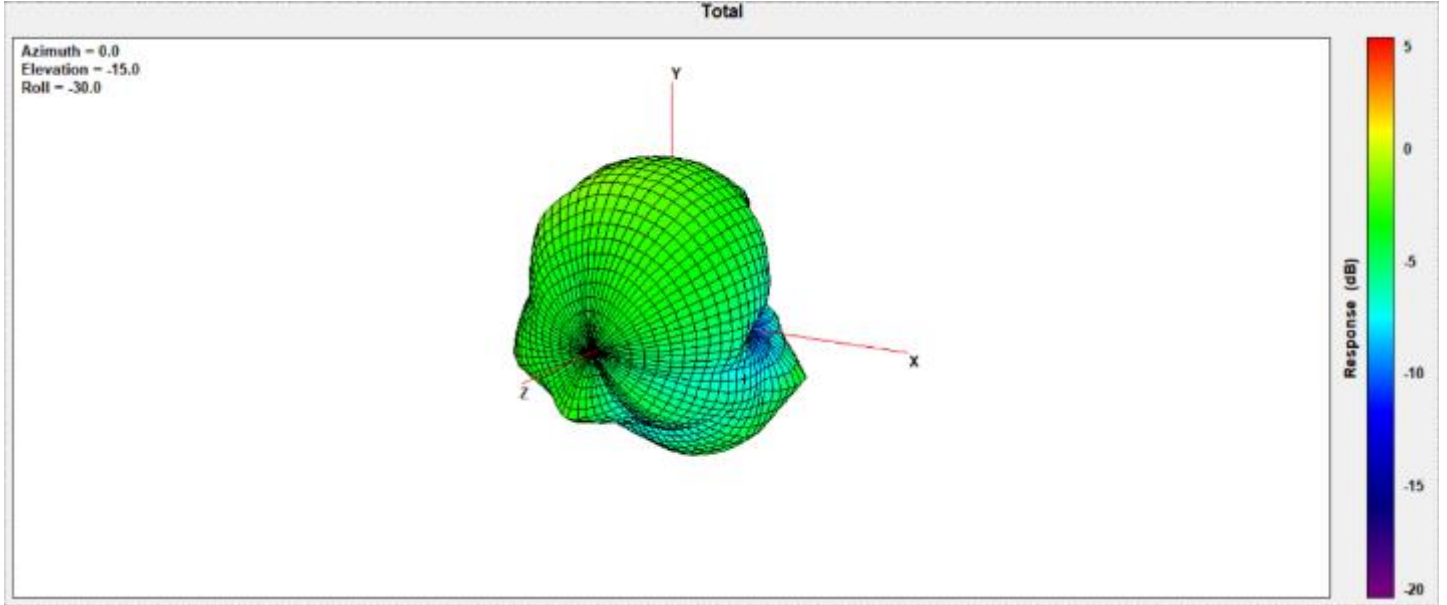 Total
Azimuth = 0.0
Elevation = -15.0
Roll = -30.0
Y
X
Z
5
0
-5
-10
-15
-20
Response (dB)